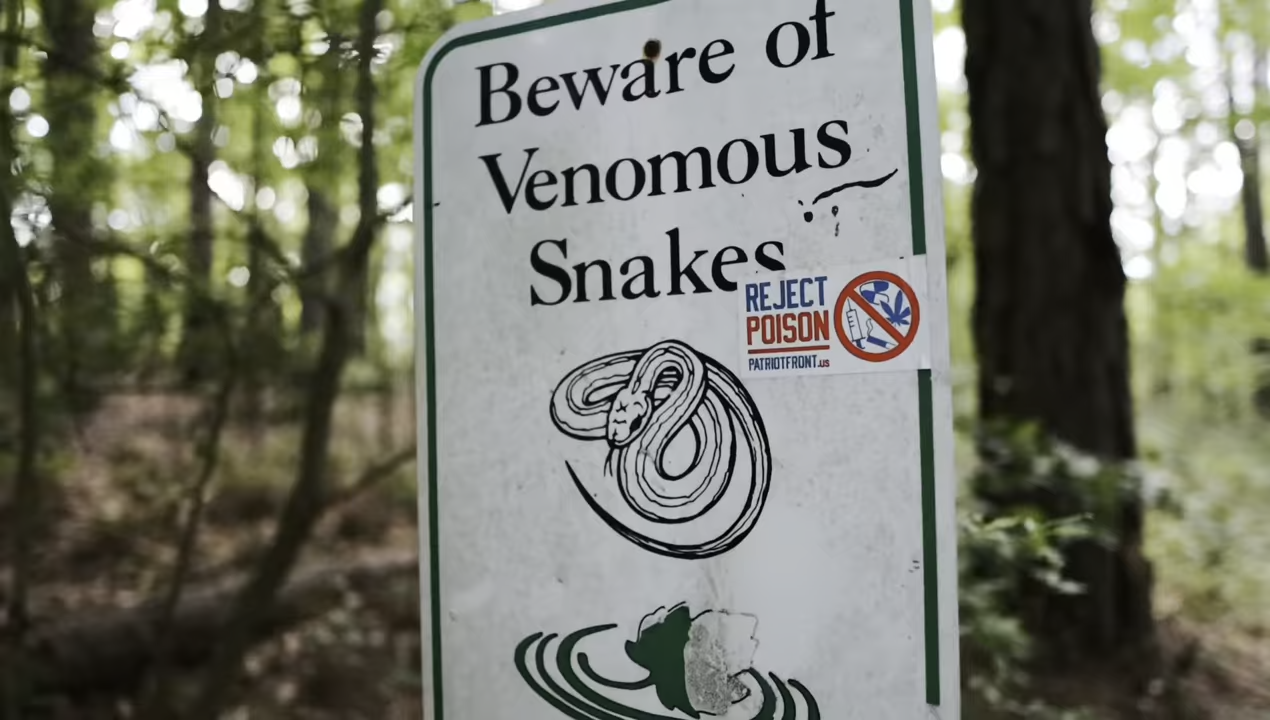 Beware of
Venomous
Snakes
REJECT
POISON
PATRIOTFRONT.US